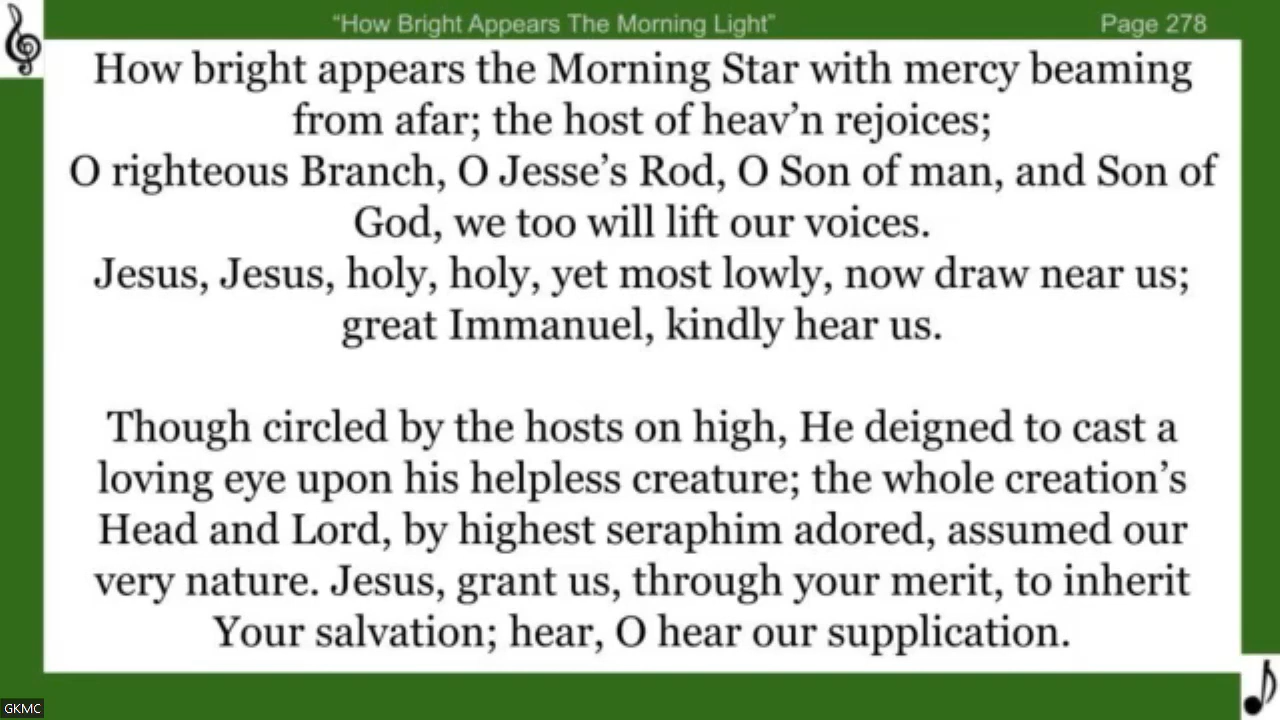 “How Bright Appears The Morning Light”
Page 278
How bright appears the Morning Star with mercy beaming
from afar; the host of heav’n rejoices;
O righteous Branch, O Jesse’s Rod, O Son of man, and Son of
God, we too will lift our voices.
Jesus, Jesus, holy, holy, yet most lowly, now draw near us;
great Immanuel, kindly hear us.
Though circled by the hosts on high, He deigned to cast a
loving eye upon his helpless creature; the whole creation’s
Head and Lord, by highest seraphim adored, assumed our
very nature. Jesus, grant us, through your merit, to inherit
Your salvation; hear, O hear our supplication.
GKMC